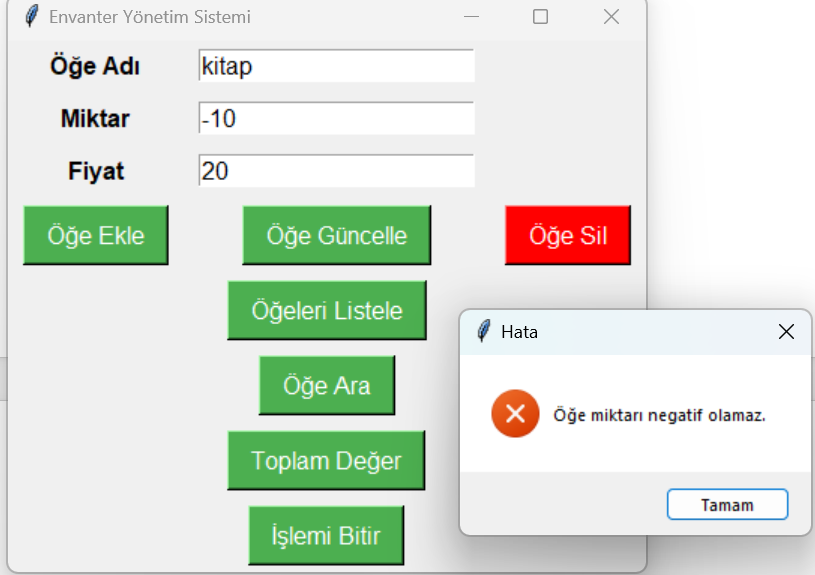 Envanter Yönetim Sistemi
Öğe Adı kitap
Miktar -10
Fiyat 20
Öğe Ekle Öğe Güncelle Öğe Sil
Öğeleri Listele
Öğe Ara
Toplam Değer
İşlemi Bitir
Hata
Öğe miktarı negatif olamaz.
Tamam